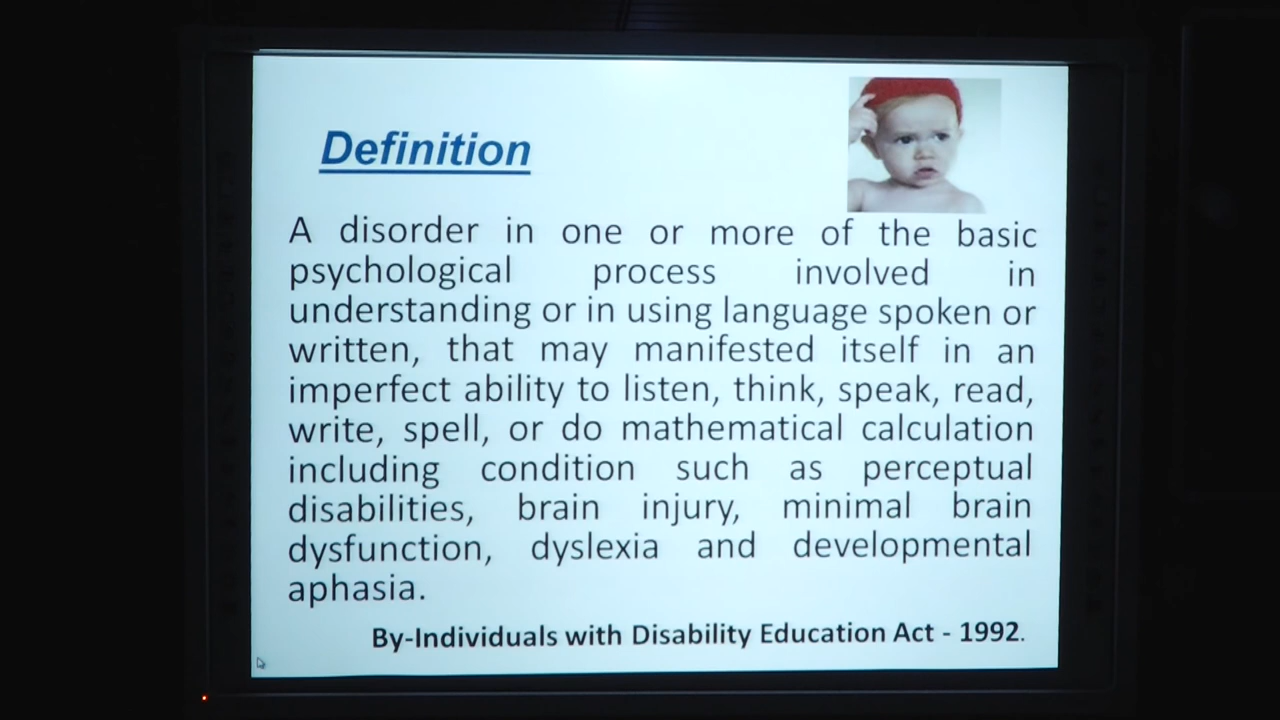 Definition
A disorder in one or more of the basic
psychological process involved in
understanding or in using language spoken or
written, that may manifested itself in an
imperfect ability to listen, think, speak, read,
write, spell, or do mathematical calculation
including condition such as perceptual
disabilities, brain injury, minimal brain
dysfunction, dyslexia and developmental
aphasia.
By-Individuals with Disability Education Act - 1992.